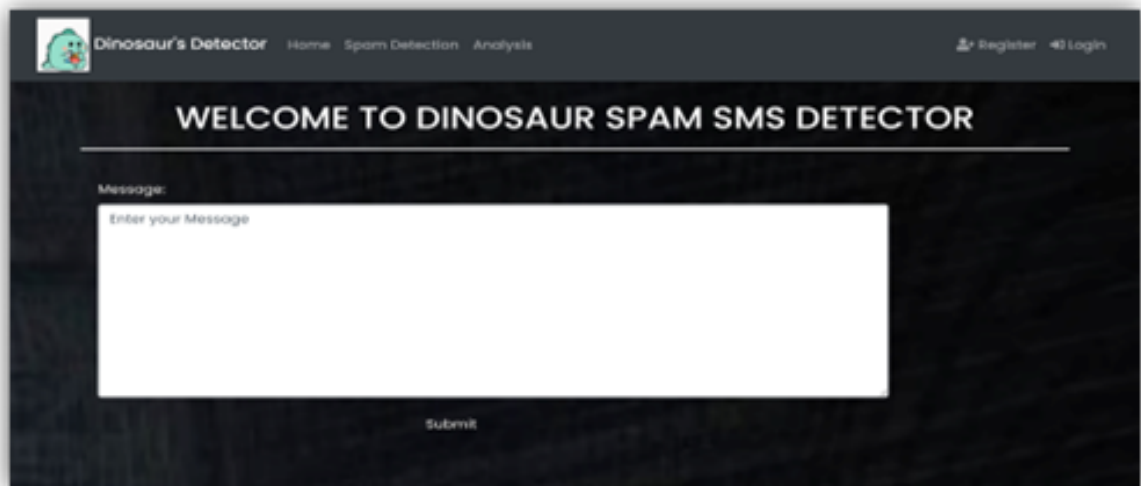 Dinosaur's Detector Home Spam Detection Analysis Register Login
WELCOME TO DINOSAUR SPAM SMS DETECTOR
Message:
Enter your Message
Submit